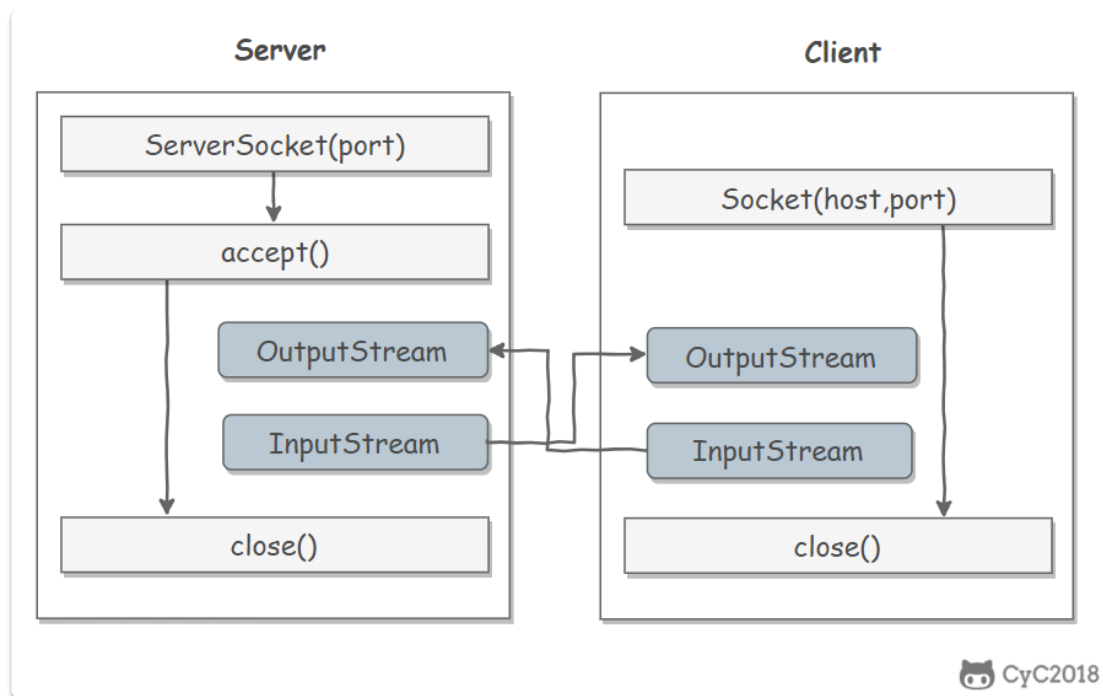 Server
ServerSocket(port)
accept()
OutputStream
InputStream
close()
Client
Socket(host,port)
OutputStream
InputStream
close()
CyC2018